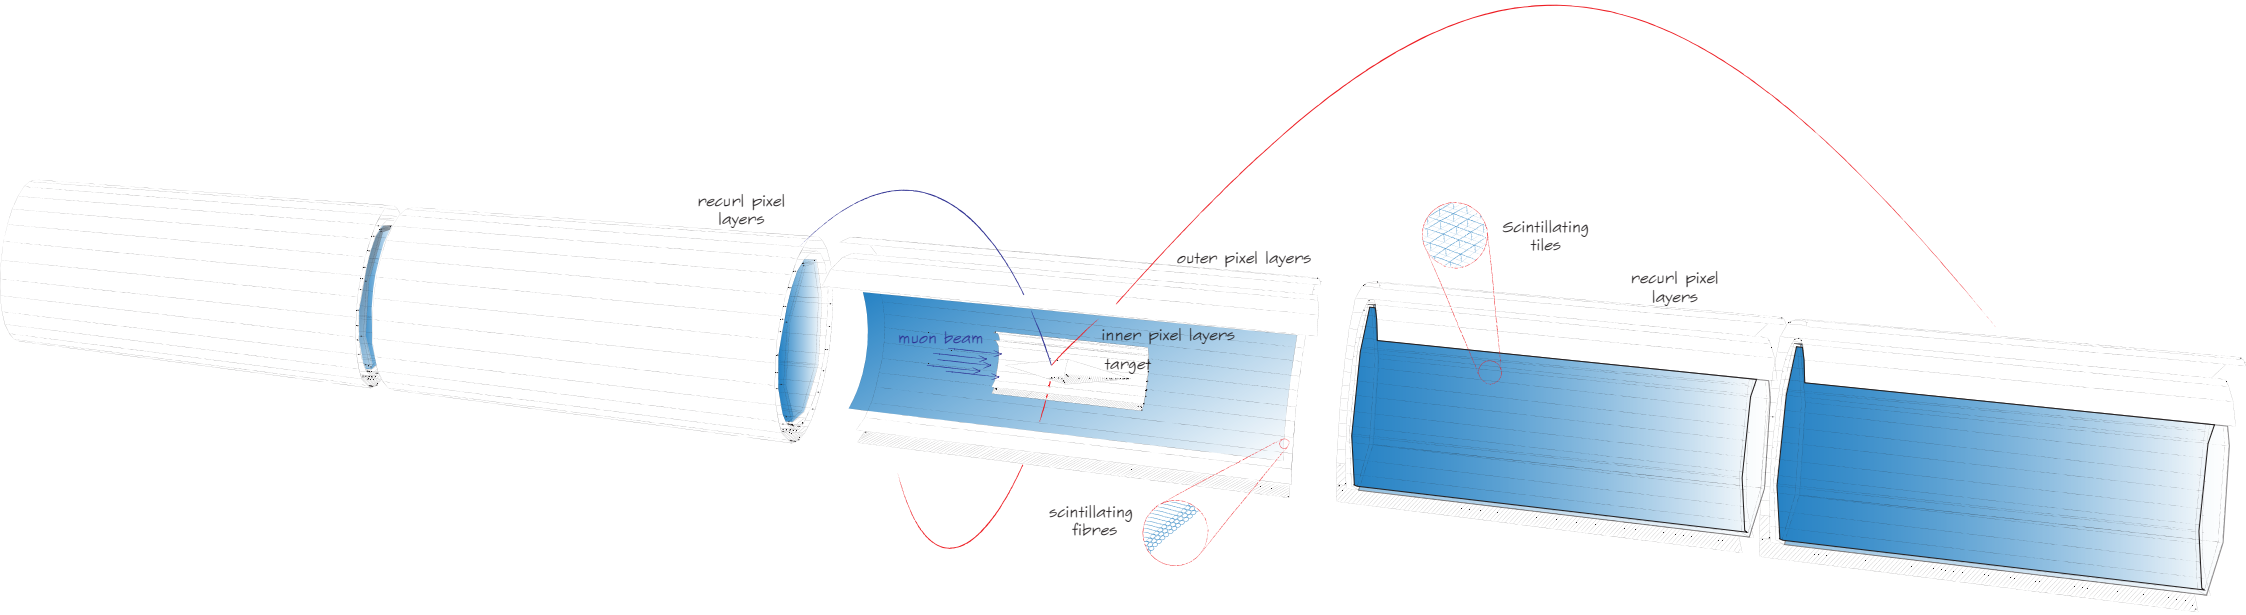 recurl pixel
layers
muon beam
outer pixel layers
inner pixel layers
target
scintillating
fibres
Scintillating
tiles
recurl pixel
layers